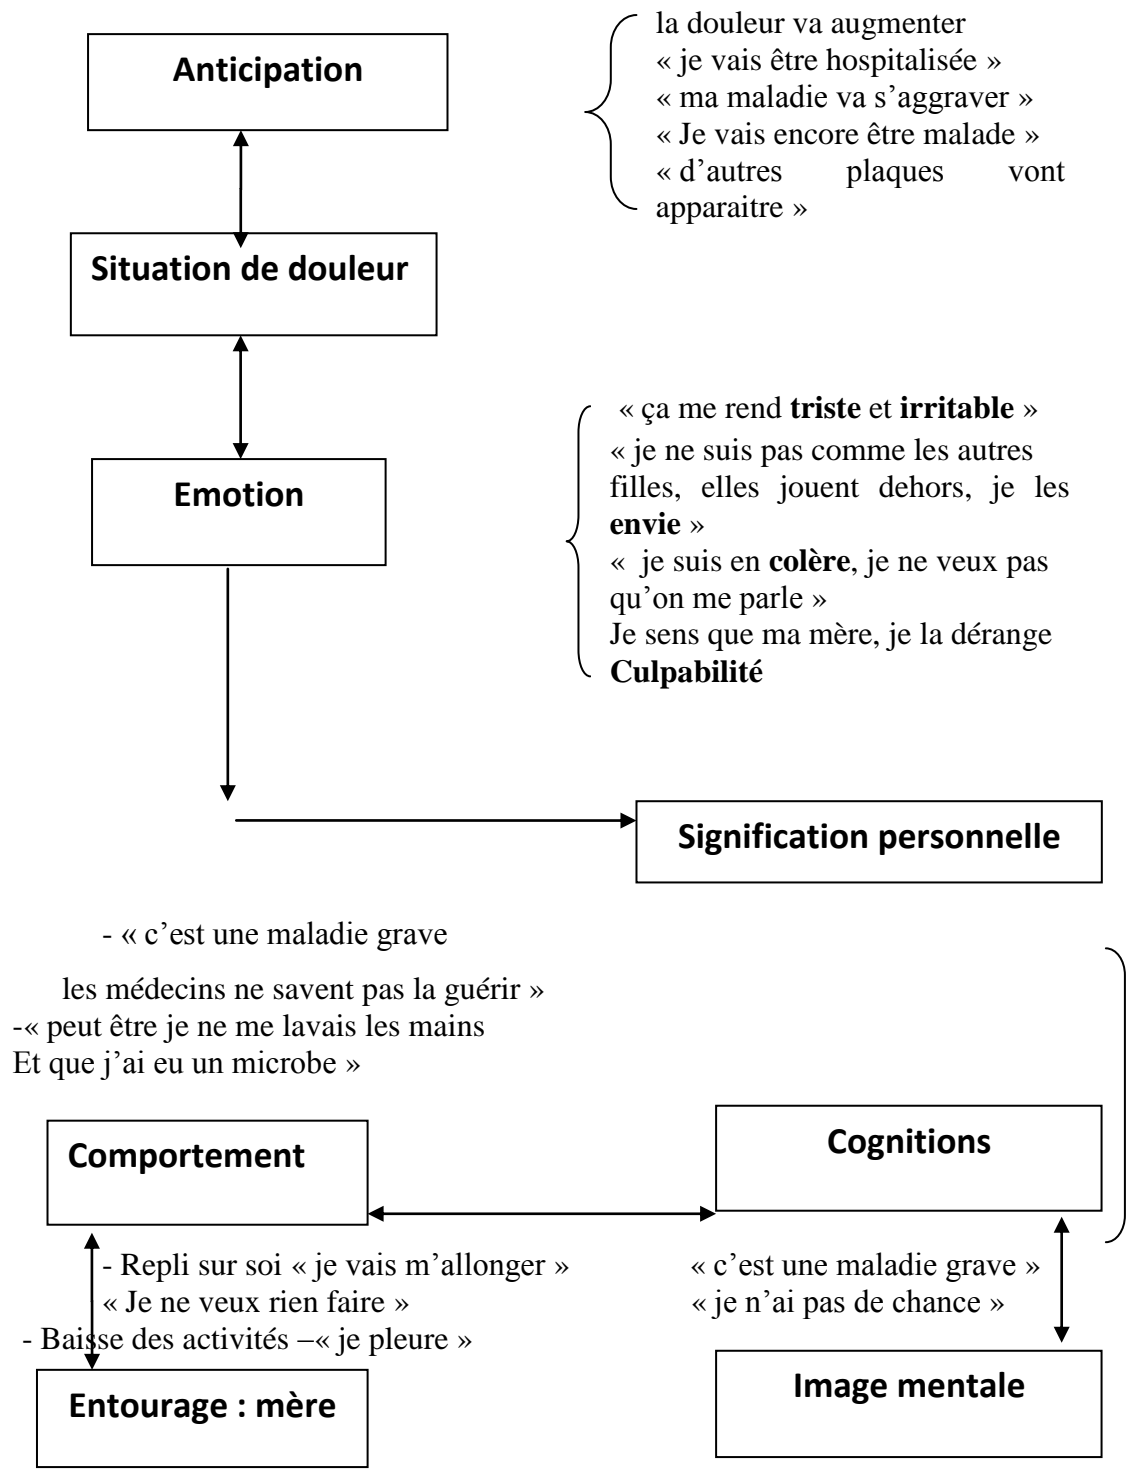 Anticipation
la douleur va augmenter
« je vais être hospitalisée »
« ma maladie va s’aggraver »
« Je vais encore être malade »
« d’autres plaques vont
apparaitre »
Situation de douleur
« ça me rend triste et irritable »
« je ne suis pas comme les autres
filles, elles jouent dehors, je les
envie »
« je suis en colère, je ne veux pas
qu’on me parle »
Je sens que ma mère, je la dérange
Culpabilité
Emotion
Signification personnelle
- « c’est une maladie grave
les médecins ne savent pas la guérir »
-« peut être je ne me lavais les mains
Et que j’ai eu un microbe »
Comportement
Cognitions
- Repli sur soi « je vais m’allonger »
« Je ne veux rien faire »
- Baisse des activités –« je pleure »
« c’est une maladie grave »
« je n’ai pas de chance »
Entourage : mère
Image mentale